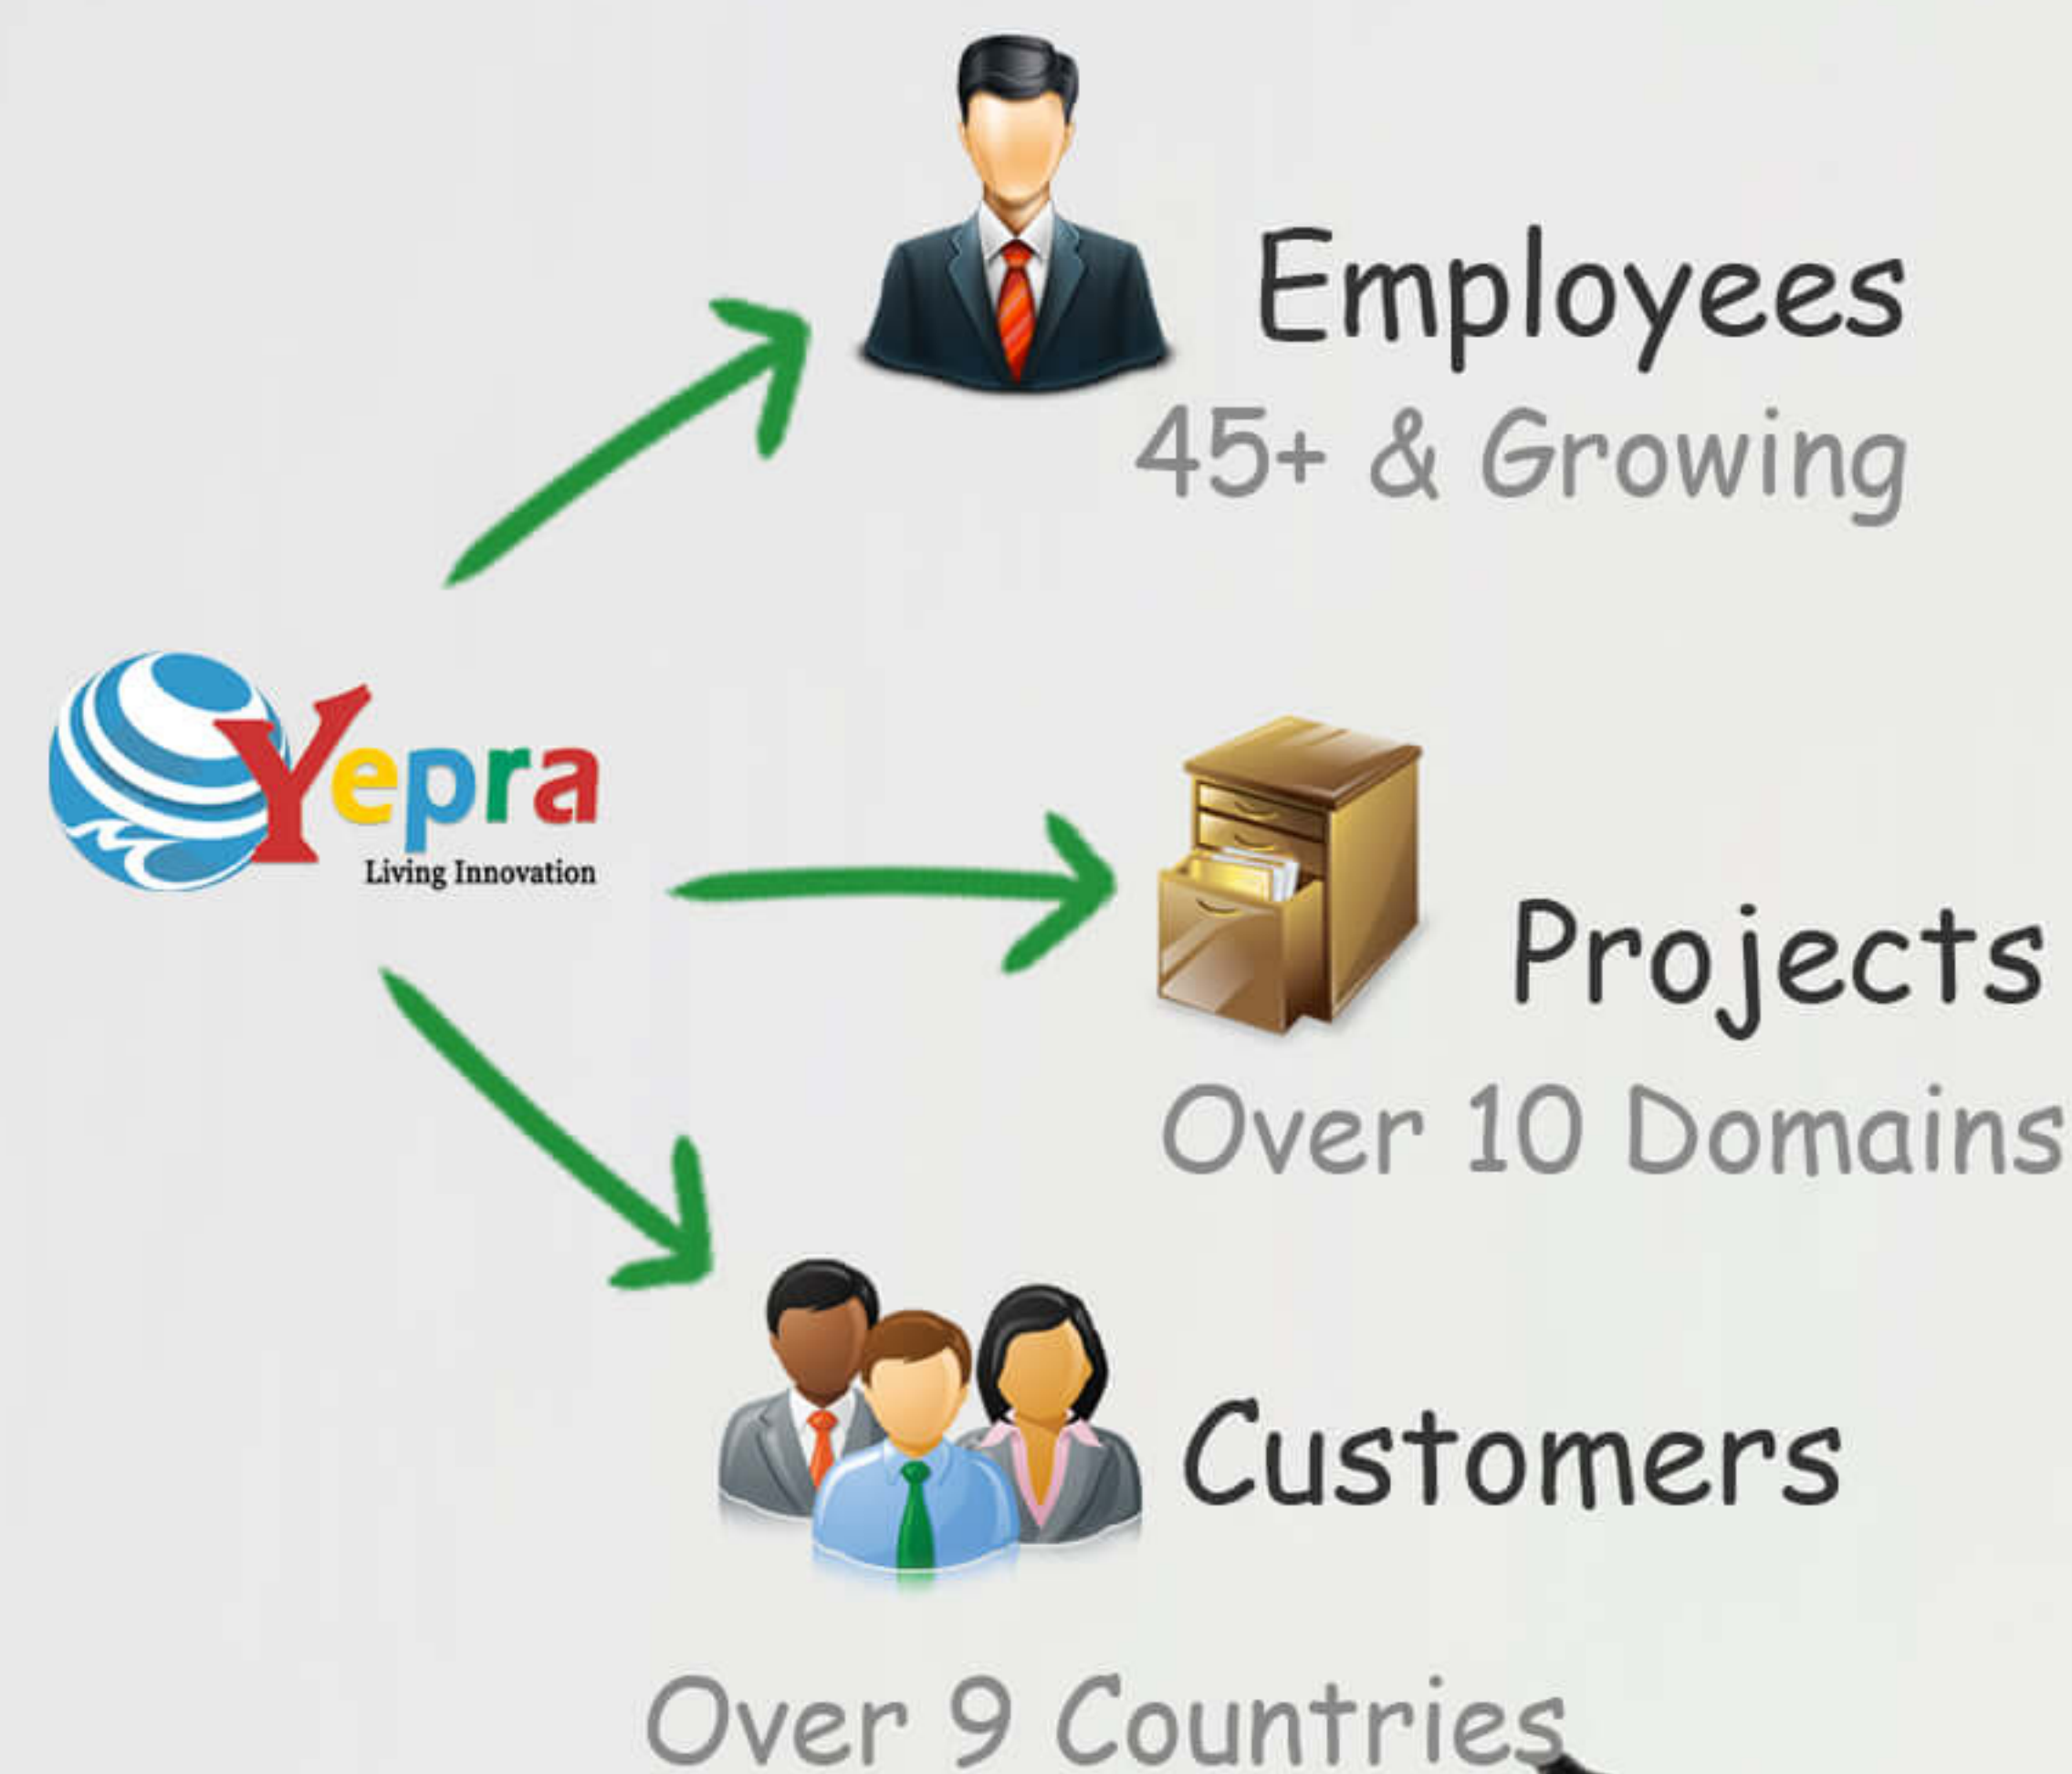 Employees
45+ & Growing
Yepra
Living Innovation
Projects
Over 10 Domains
Customers
Over 9 Countries